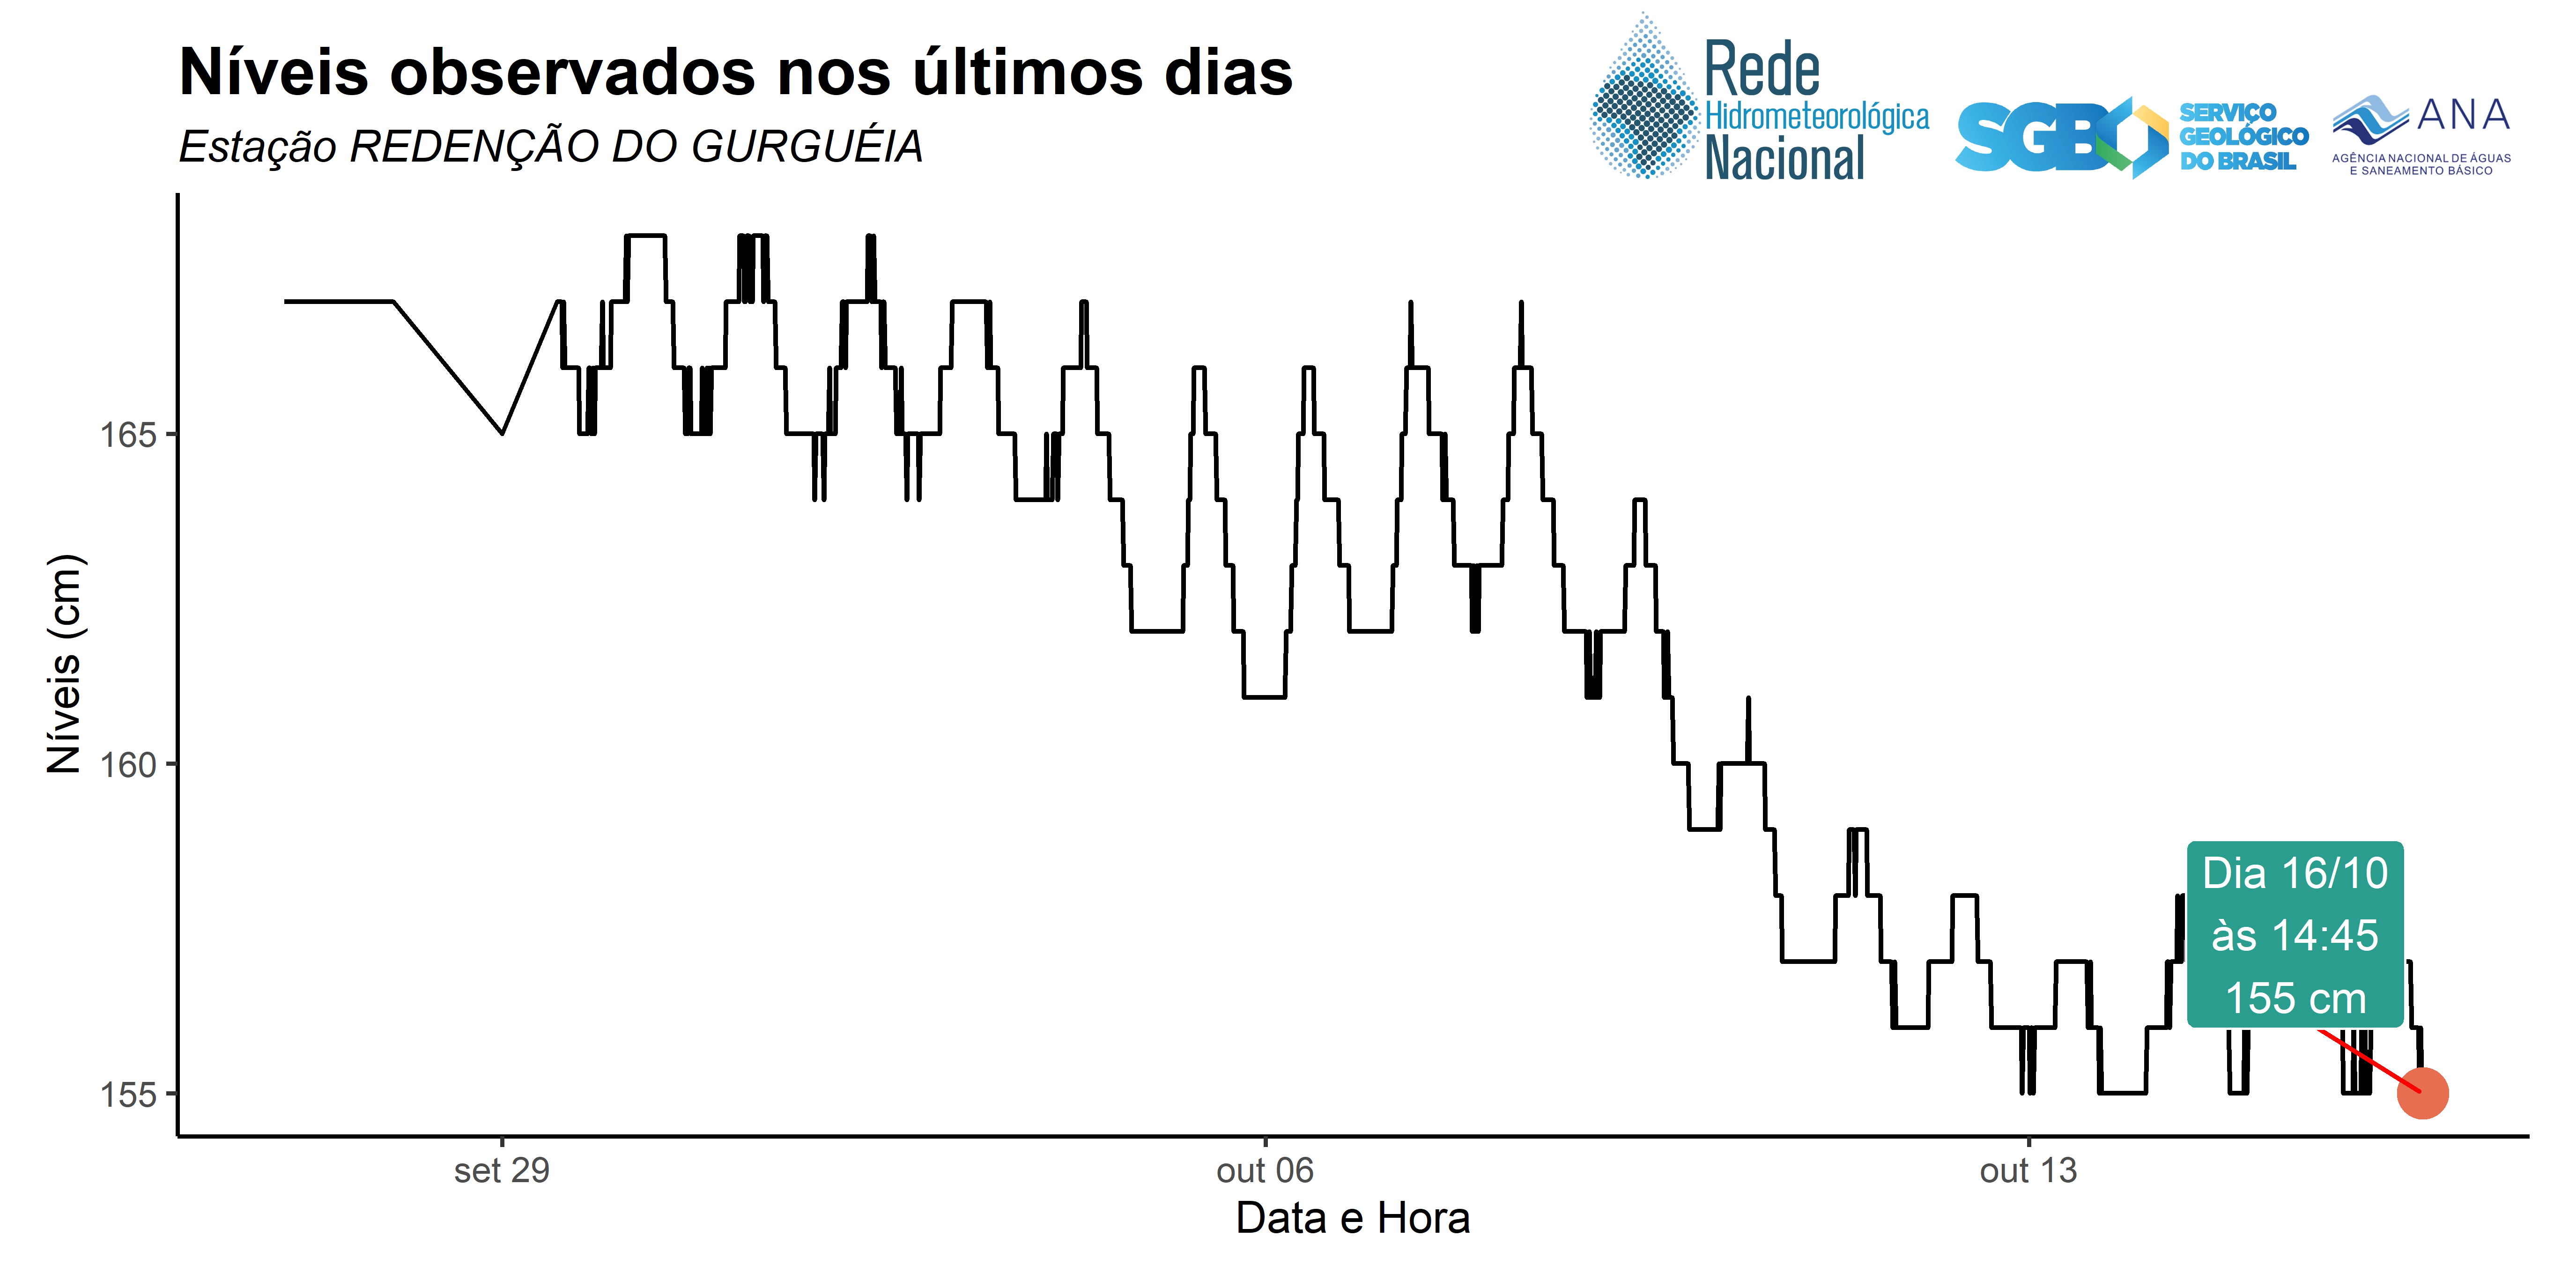 Níveis observados nos últimos dias
Estação REDENÇÃO DO GURGUÉIA
Rede
Hidrometeorológica
Nacional
SGB
SERVIÇO
GEOLÓGICO
DO BRASIL
ANA
AGÊNCIA NACIONAL DE ÁGUAS
E SANEAMENTO BÁSICO
Níveis (cm)
165
160
155
Dia 16/10
às 14:45
155 cm
set 29
out 06
out 13
Data e Hora